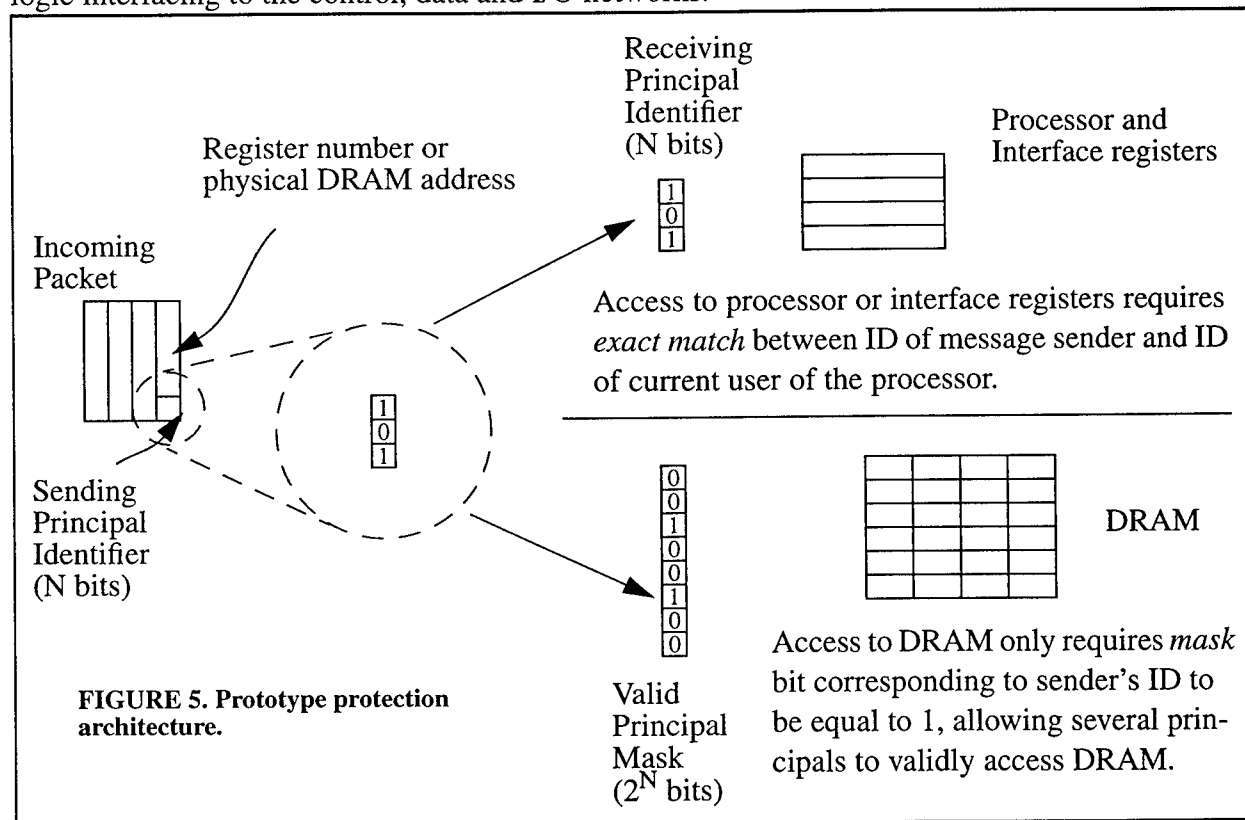 logic interfacing to the control, data and I/O networks.
Receiving
Principal
Identifier
(N bits)
Processor and
Interface registers
Register number or
physical DRAM address
1
0
1
Incoming
Packet
Access to processor or interface registers requires
exact match between ID of message sender and ID
of current user of the processor.
1
0
1
Sending
Principal
Identifier
(N bits)
0
0
1
0
0
1
0
0
DRAM
Access to DRAM only requires mask
bit corresponding to sender's ID to
be equal to 1, allowing several prin-
cipals to validly access DRAM.
Valid
Principal
Mask
(2^N bits)
FIGURE 5. Prototype protection
architecture.